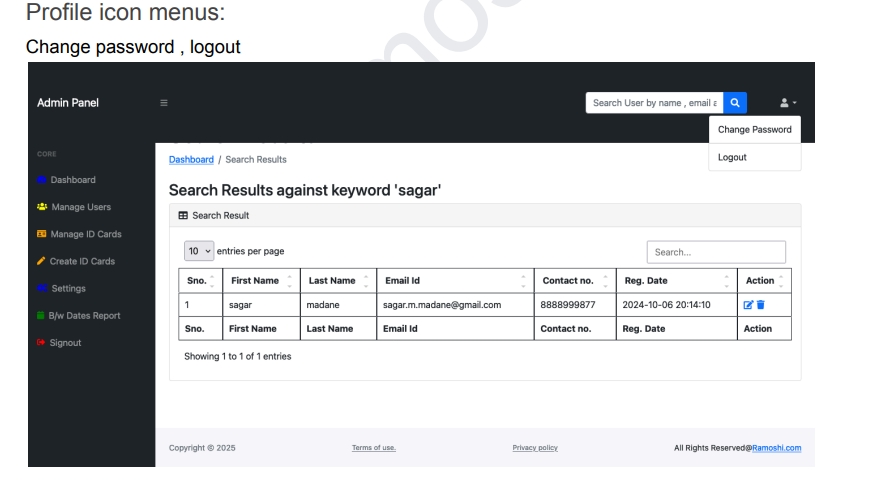 Profile icon menus:
Change password , logout
Admin Panel
Search User by name , email a
Change Password
Logout
CORE
Dashboard
Manage Users
Manage ID Cards
Create ID Cards
Settings
B/w Dates Report
Signout
Dashboard / Search Results
Search Results against keyword 'sagar'
Search Result
10 entries per page
Search...
Sno. First Name Last Name Email Id Contact no. Reg. Date Action
1 sagar madane sagar.m.madane@gmail.com 8888999877 2024-10-06 20:14:10
Sno. First Name Last Name Email Id Contact no. Reg. Date Action
Showing 1 to 1 of 1 entries
Copyright © 2025 Terms of use. Privacy policy All Rights Reserved@Ramoshi.com